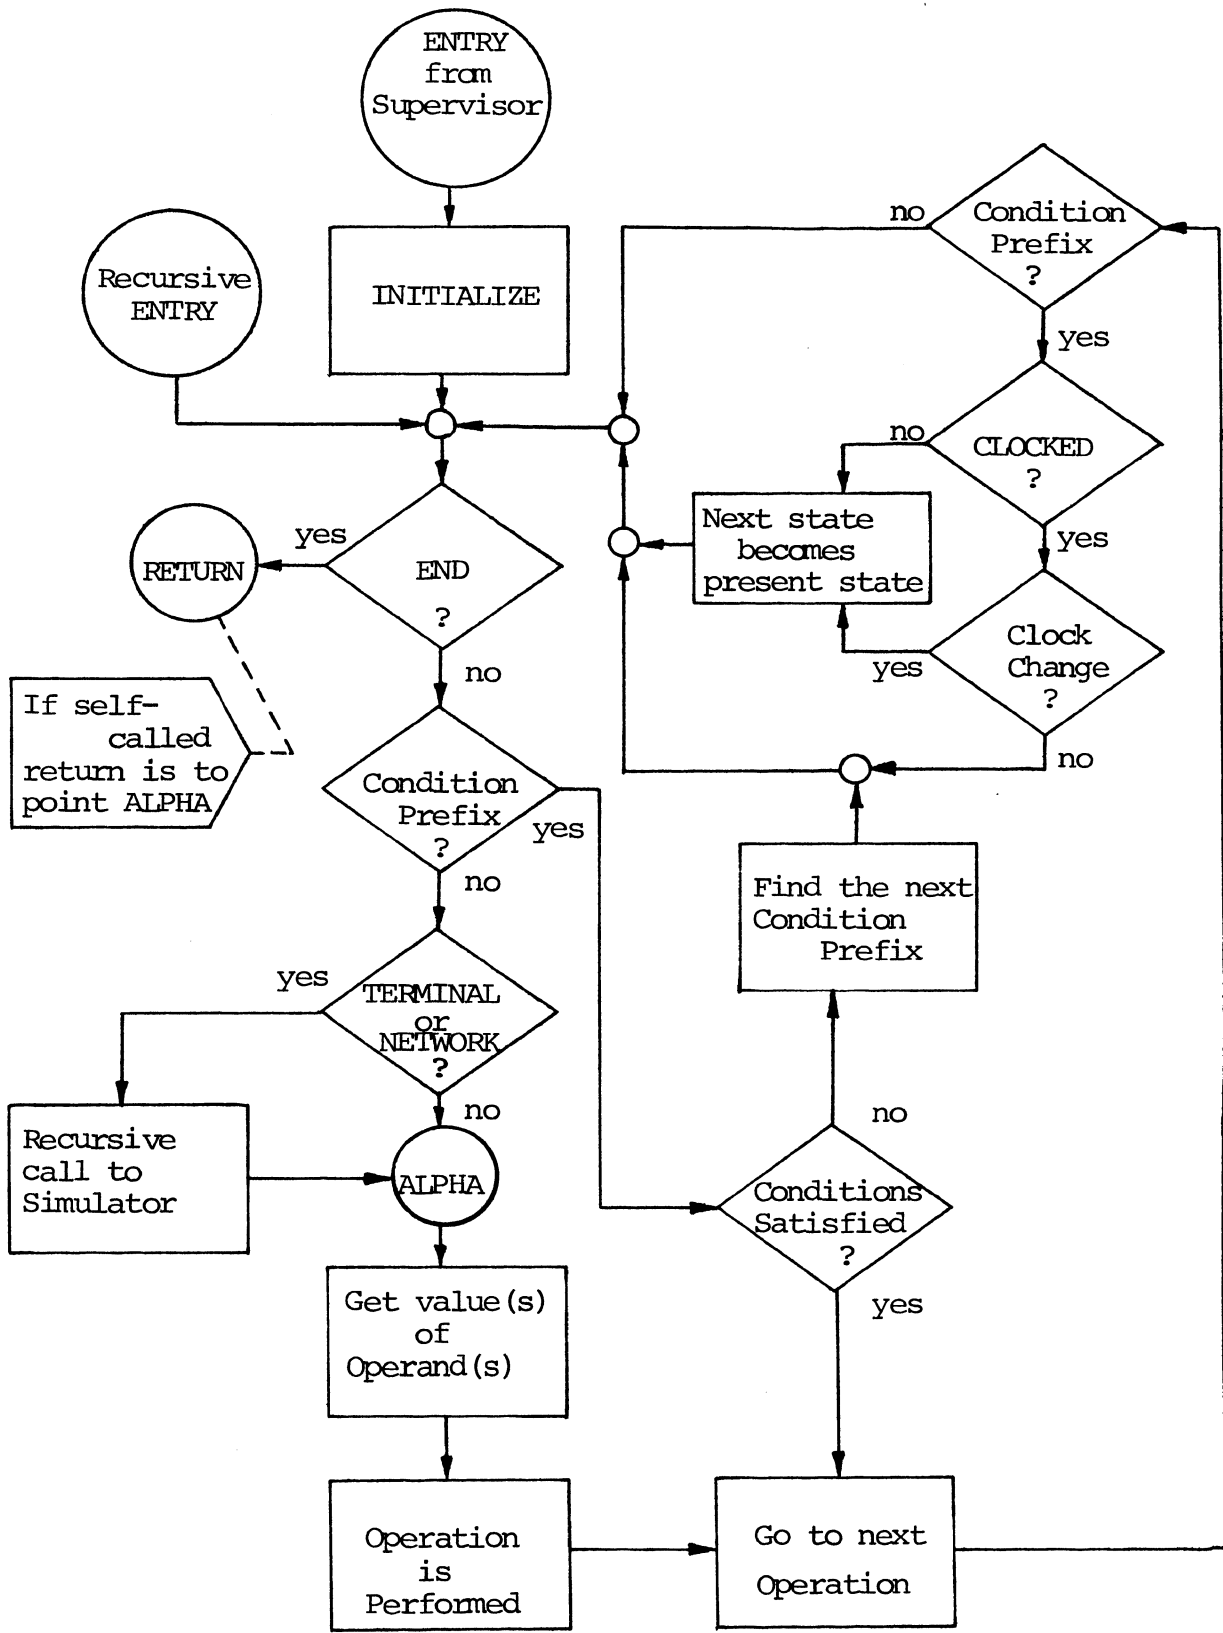 ENTRY
from
Supervisor
Recursive
ENTRY
INITIALIZE
END
?
yes
RETURN
no
If self-
called
return is to
point ALPHA
Condition
Prefix
?
yes
no
TERMINAL
or
NETWORK
?
yes
no
Recursive
call to
Simulator
ALPHA
Get value(s)
of
Operand(s)
Operation
is
Performed
Condition
Prefix
?
no
yes
CLOCKED
?
no
yes
Next state
becomes
present state
Clock
Change
?
yes
no
Find the next
Condition
Prefix
no
Conditions
Satisfied
?
yes
Go to next
Operation